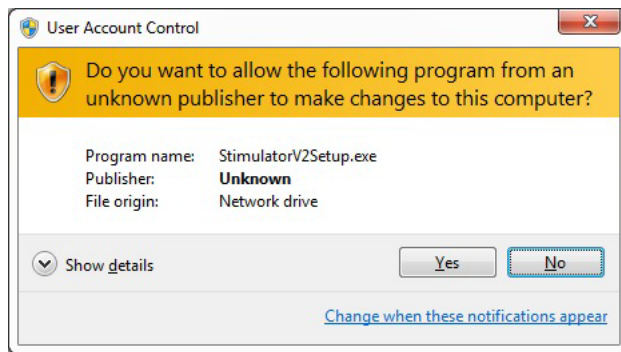 User Account Control
Do you want to allow the following program from an
unknown publisher to make changes to this computer?
Program name: StimulatorV2Setup.exe
Publisher: Unknown
File origin: Network drive
Show details
Yes
No
Change when these notifications appear